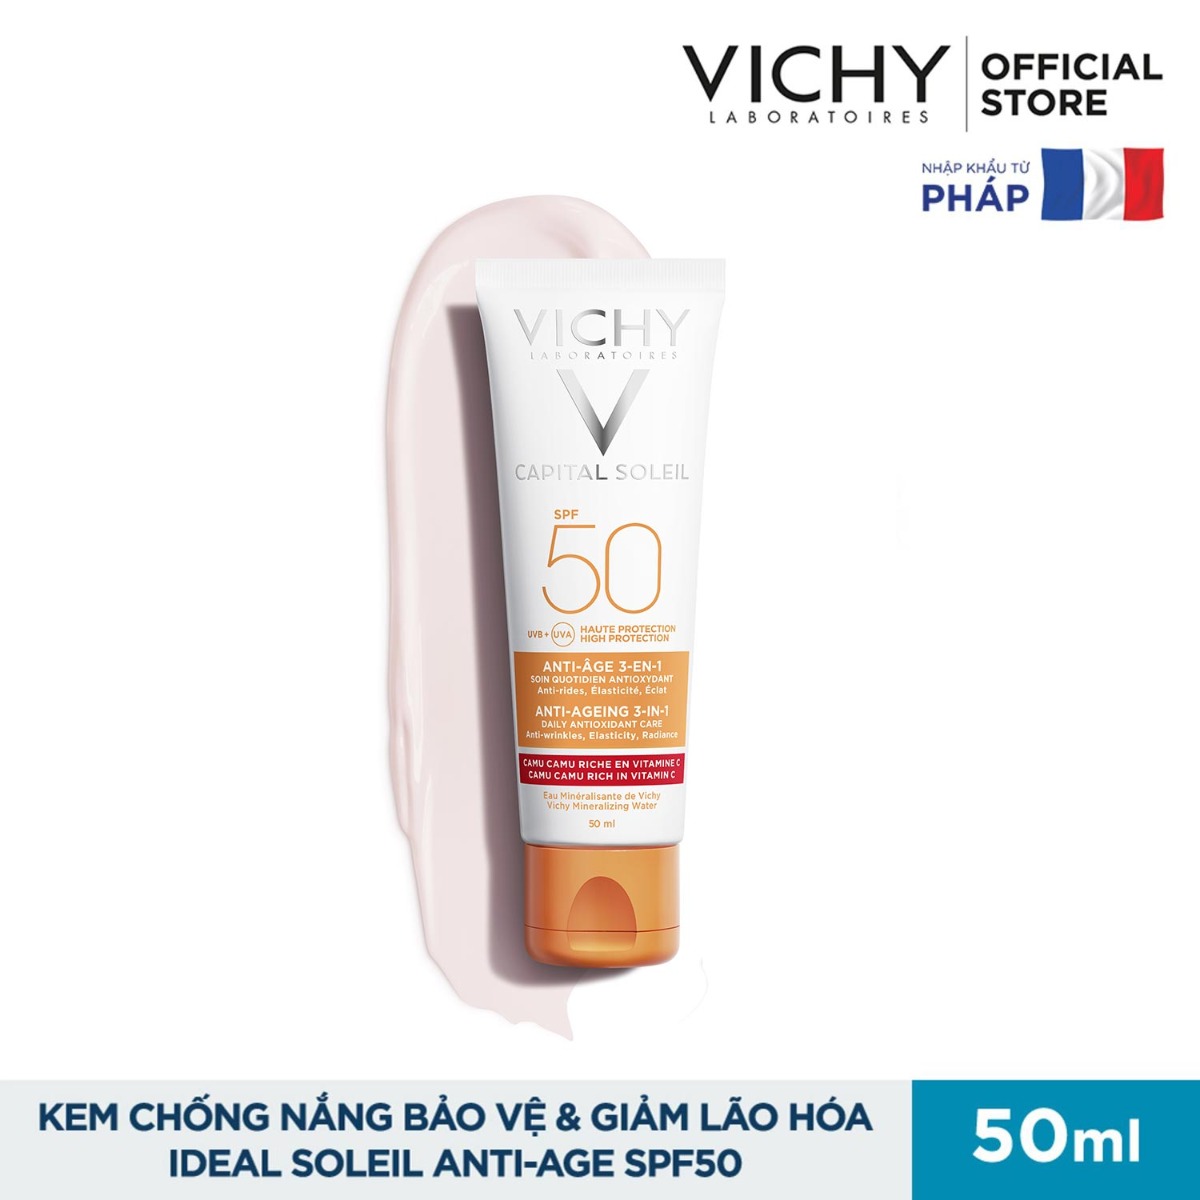 VICHY
LABORATOIRES
OFFICIAL
STORE
NHẬP KHẨU TỪ
PHÁP
VICHY
LABORATOIRES
V
CAPITAL SOLEIL
SPF
50
UVB + UVA
HAUTE PROTECTION
HIGH PROTECTION
ANTI-ÂGE 3-EN-1
SOIN QUOTIDIEN ANTIOXYDANT
Anti-rides, Élasticité, Éclat
ANTI-AGEING 3-IN-1
DAILY ANTIOXIDANT CARE
Anti-wrinkles, Elasticity, Radiance
CAMU CAMU RICHE EN VITAMINE C
CAMU CAMU RICH IN VITAMIN C
Eau Minéralisante de Vichy
Vichy Mineralizing Water
50 ml
KEM CHỐNG NẮNG BẢO VỆ & GIẢM LÃO HÓA
IDEAL SOLEIL ANTI-AGE SPF50
50ml